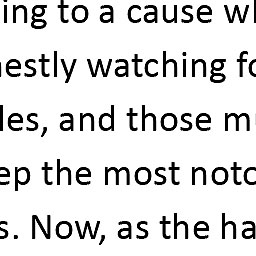 ing to a cause wh
nestly watching fo
les, and those mu
ep the most noto
s. Now, as the ha